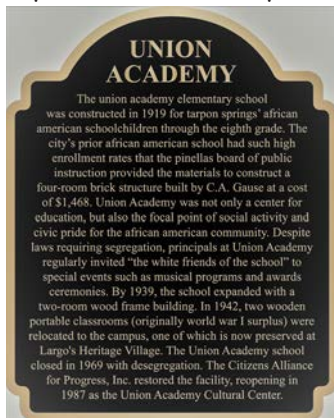 UNION
ACADEMY
The union academy elementary school
was constructed in 1919 for tarpon springs' african
american schoolchildren through the eighth grade. The
city's prior african american school had such high
enrollment rates that the pinellas board of public
instruction provided the materials to construct a
four-room brick structure built by C.A. Gause at a cost
of $1,468. Union Academy was not only a center for
education, but also the focal point of social activity and
civic pride for the african american community. Despite
laws requiring segregation, principals at Union Academy
regularly invited "the white friends of the school" to
special events such as musical programs and awards
ceremonies. By 1939, the school expanded with a
two-room wood frame building. In 1942, two wooden
portable classrooms (originally world war I surplus) were
relocated to the campus, one of which is now preserved at
Largo's Heritage Village. The Union Academy school
closed in 1969 with desegregation. The Citizens Alliance
for Progress, Inc. restored the facility, reopening in
1987 as the Union Academy Cultural Center.